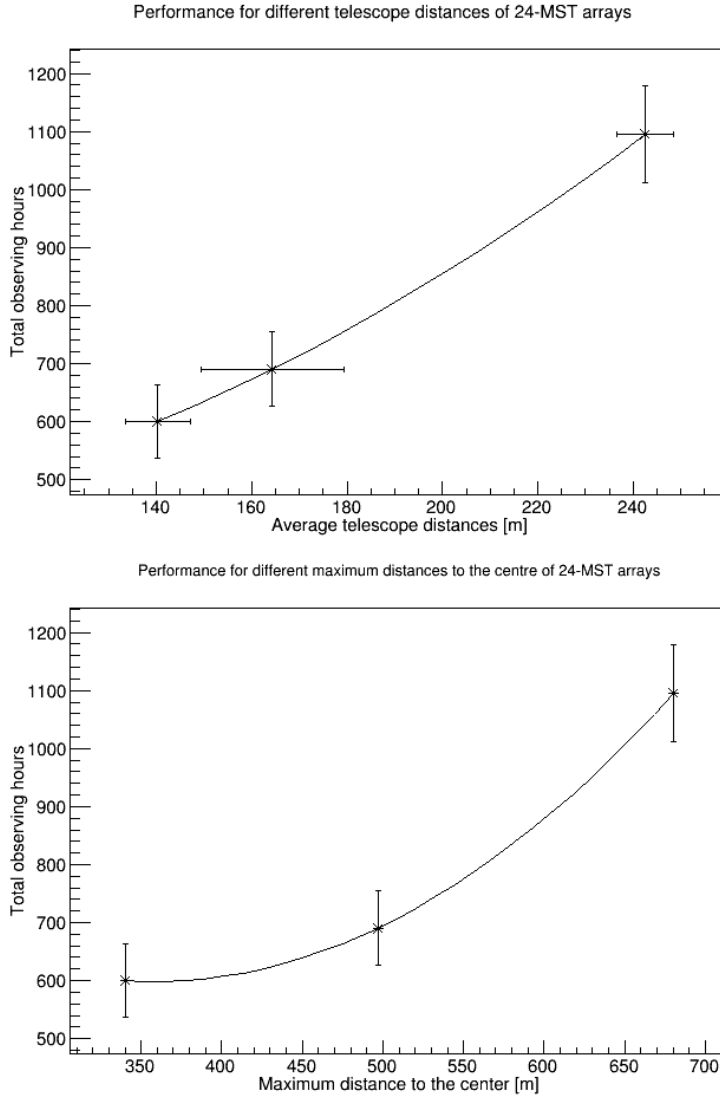 Performance for different telescope distances of 24-MST arrays
Total observing hours
1200
1100
1000
900
800
700
600
500
140 160 180 200 220 240
Average telescope distances [m]
Performance for different maximum distances to the centre of 24-MST arrays
Total observing hours
1200
1100
1000
900
800
700
600
500
350 400 450 500 550 600 650 700
Maximum distance to the center [m]